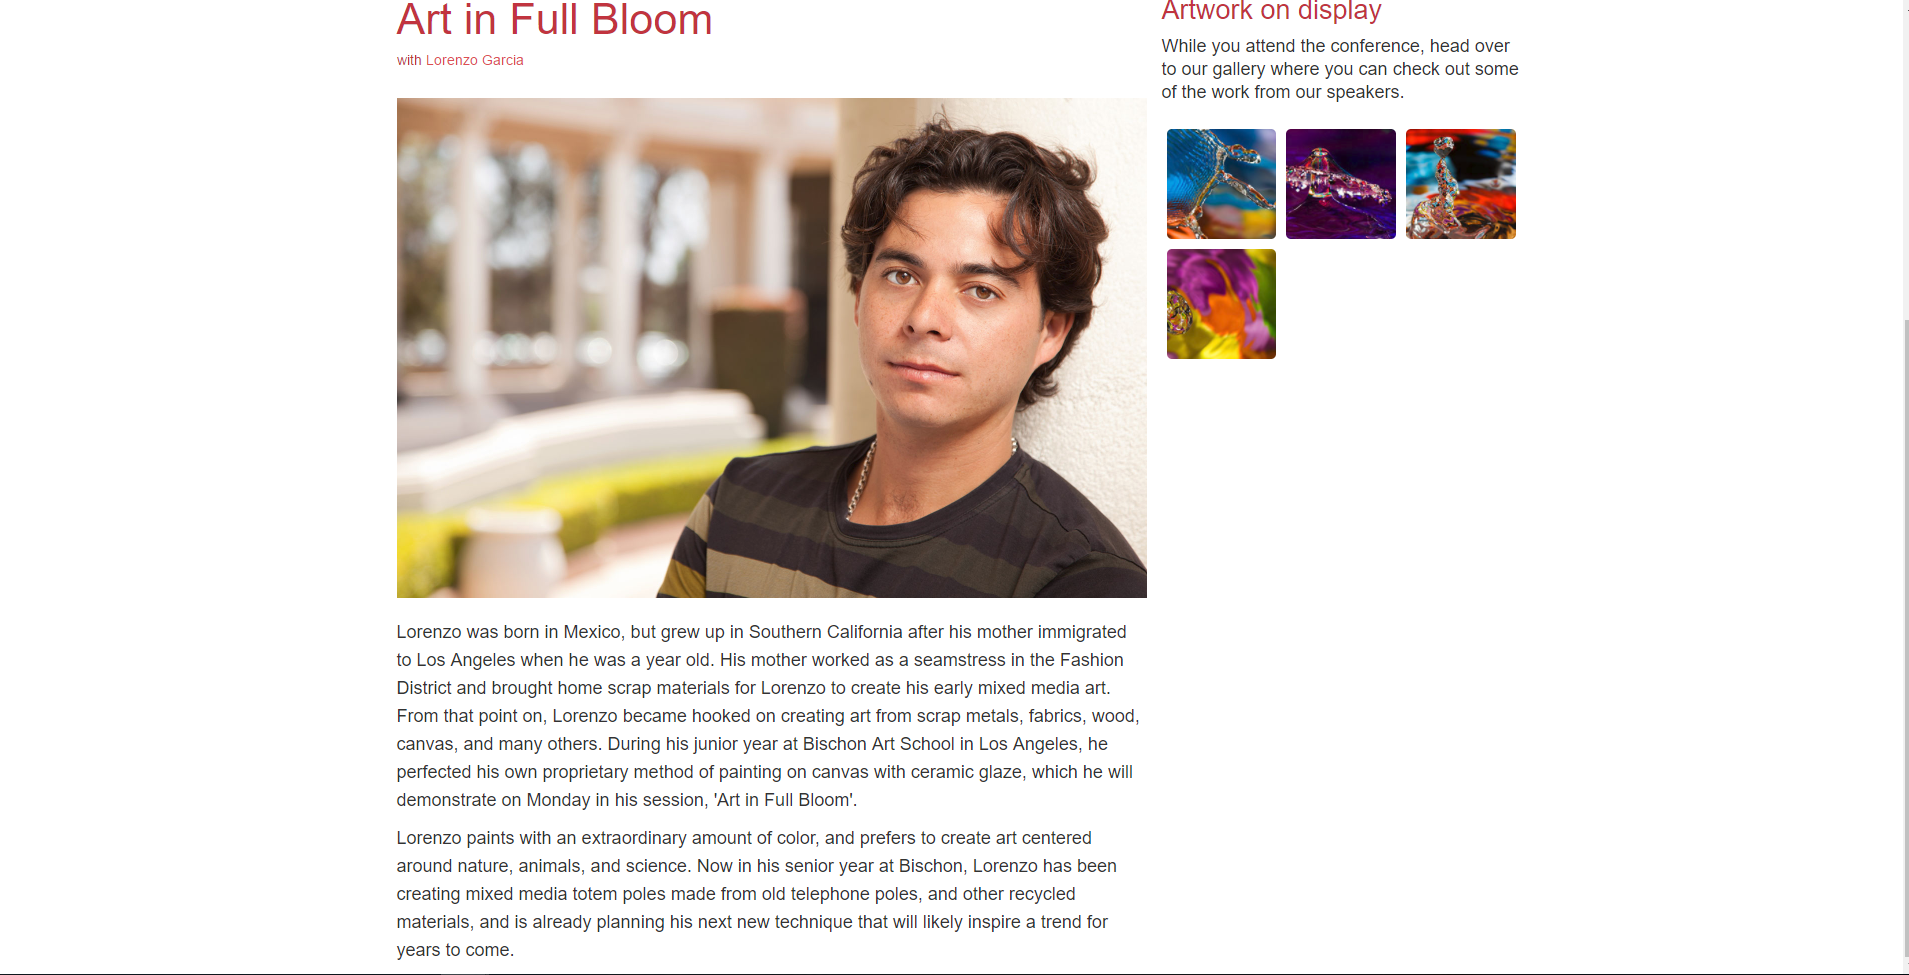 Art in Full Bloom
with Lorenzo Garcia
Lorenzo was born in Mexico, but grew up in Southern California after his mother immigrated
to Los Angeles when he was a year old. His mother worked as a seamstress in the Fashion
District and brought home scrap materials for Lorenzo to create his early mixed media art.
From that point on, Lorenzo became hooked on creating art from scrap metals, fabrics, wood,
canvas, and many others. During his junior year at Bischon Art School in Los Angeles, he
perfected his own proprietary method of painting on canvas with ceramic glaze, which he will
demonstrate on Monday in his session, 'Art in Full Bloom'.
Lorenzo paints with an extraordinary amount of color, and prefers to create art centered
around nature, animals, and science. Now in his senior year at Bischon, Lorenzo has been
creating mixed media totem poles made from old telephone poles, and other recycled
materials, and is already planning his next new technique that will likely inspire a trend for
years to come.
Artwork on display
While you attend the conference, head over
to our gallery where you can check out some
of the work from our speakers.